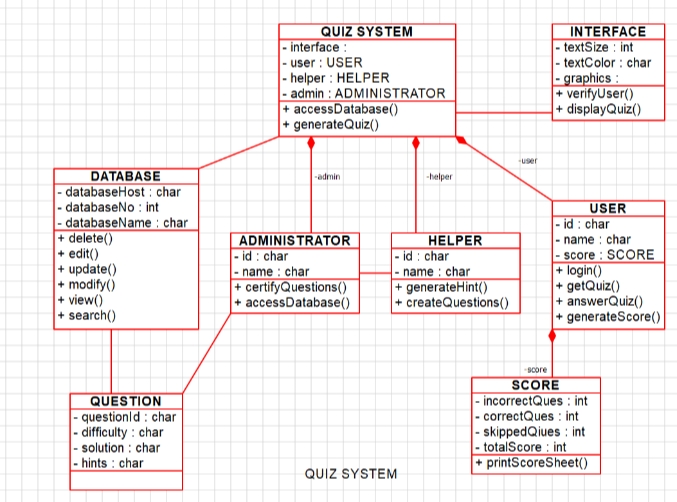 QUIZ SYSTEM
- interface :
- user : USER
- helper : HELPER
- admin : ADMINISTRATOR
+ accessDatabase()
+ generateQuiz()
INTERFACE
- textSize : int
- textColor : char
- graphics :
+ verifyUser()
+ displayQuiz()
-admin
-helper
-user
DATABASE
- databaseHost : char
- databaseNo : int
- databaseName : char
+ delete()
+ edit()
+ update()
+ modify()
+ view()
+ search()
ADMINISTRATOR
- id : char
- name : char
+ certifyQuestions()
+ accessDatabase()
HELPER
- id : char
- name : char
+ generateHint()
+ createQuestions()
USER
- id : char
- name : char
- score : SCORE
+ login()
+ getQuiz()
+ answerQuiz()
+ generateScore()
-score
QUESTION
- questionId : char
- difficulty : char
- solution : char
- hints : char
SCORE
- incorrectQues : int
- correctQues : int
- skippedQiues : int
- totalScore : int
+ printScoreSheet()
QUIZ SYSTEM